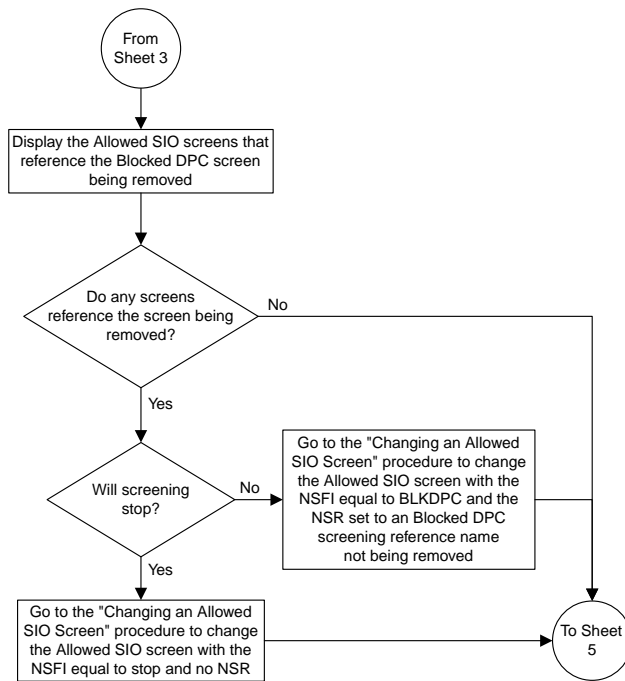 From
Sheet 3
Display the Allowed SIO screens that
reference the Blocked DPC screen
being removed
Do any screens
reference the screen being
removed?
No
Yes
Will screening
stop?
No
Go to the "Changing an Allowed
SIO Screen" procedure to change
the Allowed SIO screen with the
NSFI equal to BLKDPC and the
NSR set to an Blocked DPC
screening reference name
not being removed
Yes
Go to the "Changing an Allowed
SIO Screen" procedure to change
the Allowed SIO screen with the
NSFI equal to stop and no NSR
To Sheet
5